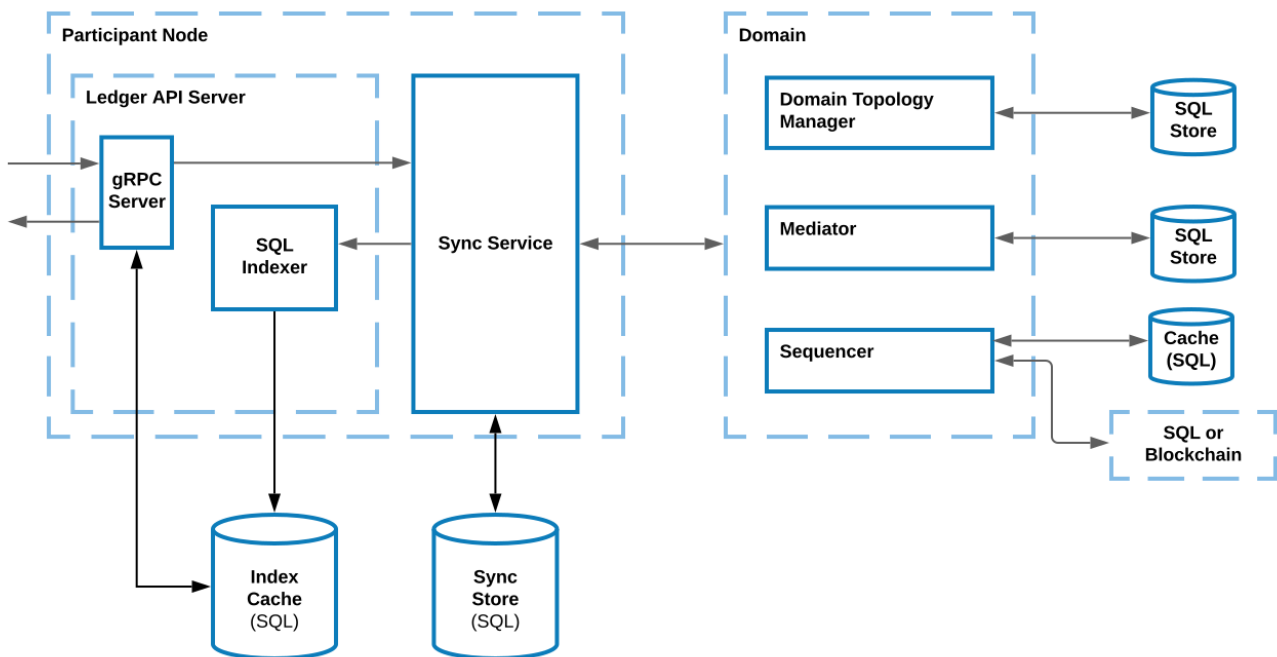 Participant Node
Ledger API Server
gRPC
Server
SQL
Indexer
Sync Service
Index
Cache
(SQL)
Sync
Store
(SQL)
Domain
Domain Topology
Manager
SQL
Store
Mediator
SQL
Store
Sequencer
Cache
(SQL)
SQL or
Blockchain